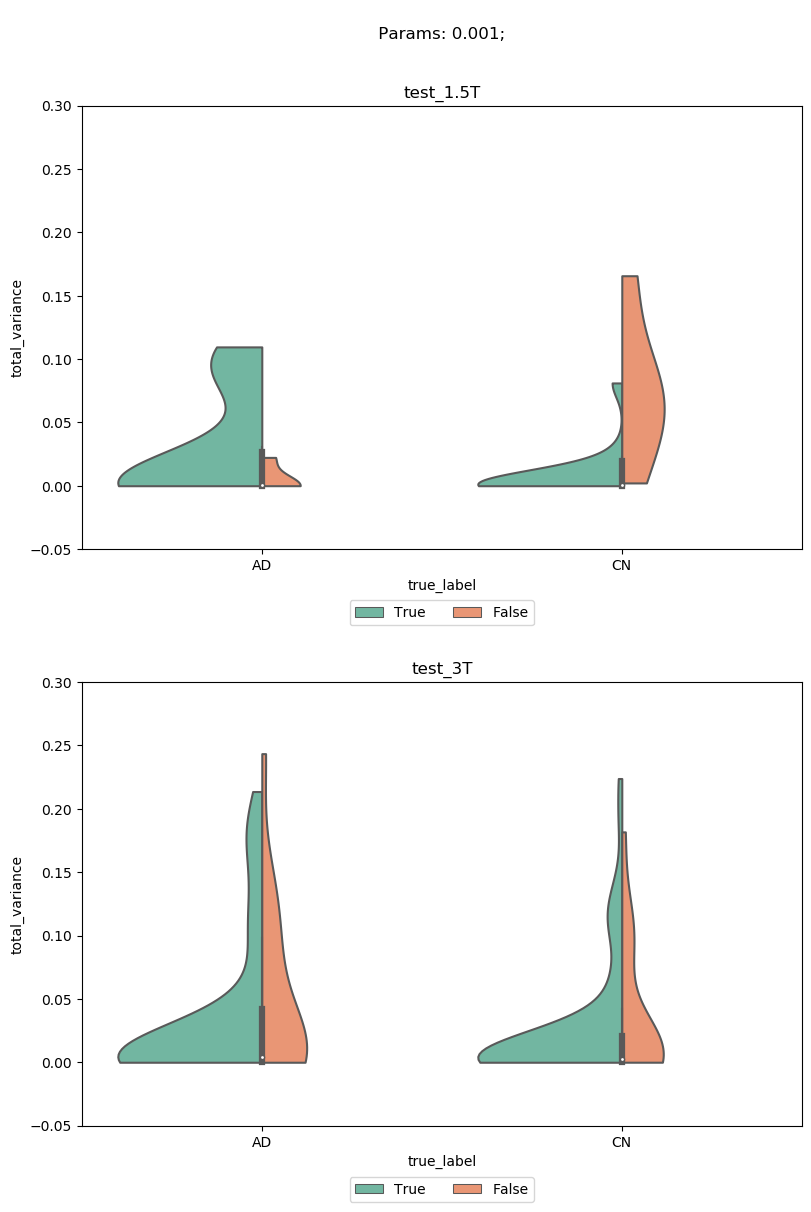 Params: 0.001;
test_1.5T
0.30
0.25
0.20
0.15
0.10
0.05
0.00
−0.05
total_variance
AD CN
true_label
True False
test_3T
0.30
0.25
0.20
0.15
0.10
0.05
0.00
−0.05
total_variance
AD CN
true_label
True False